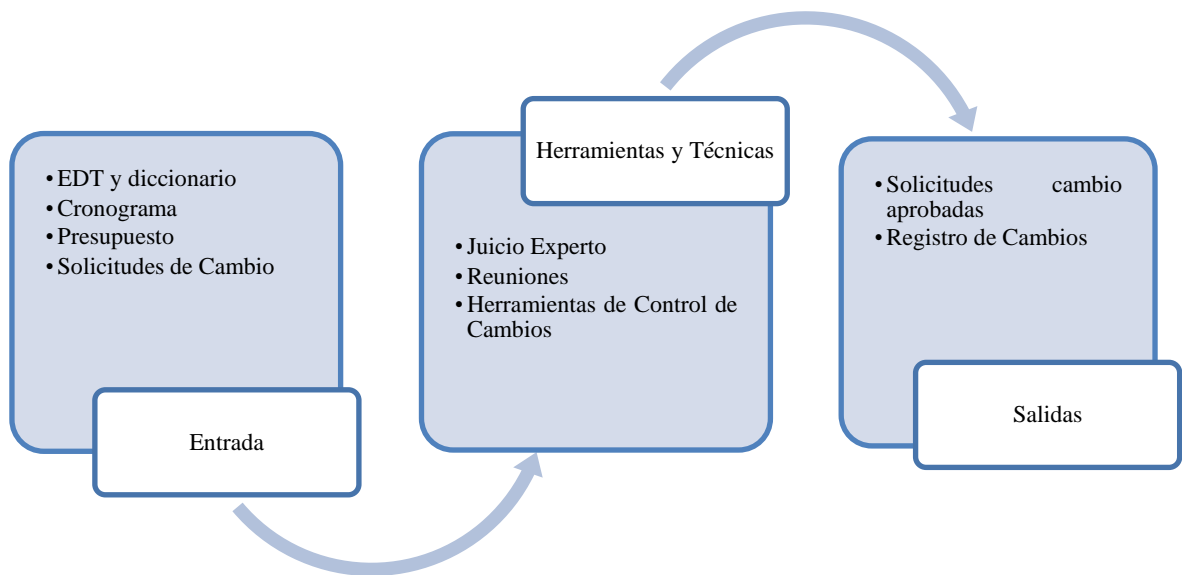 • EDT y diccionario
• Cronograma
• Presupuesto
• Solicitudes de Cambio
Entrada
Herramientas y Técnicas
• Juicio Experto
• Reuniones
• Herramientas de Control de
Cambios
• Solicitudes cambio
aprobadas
• Registro de Cambios
Salidas